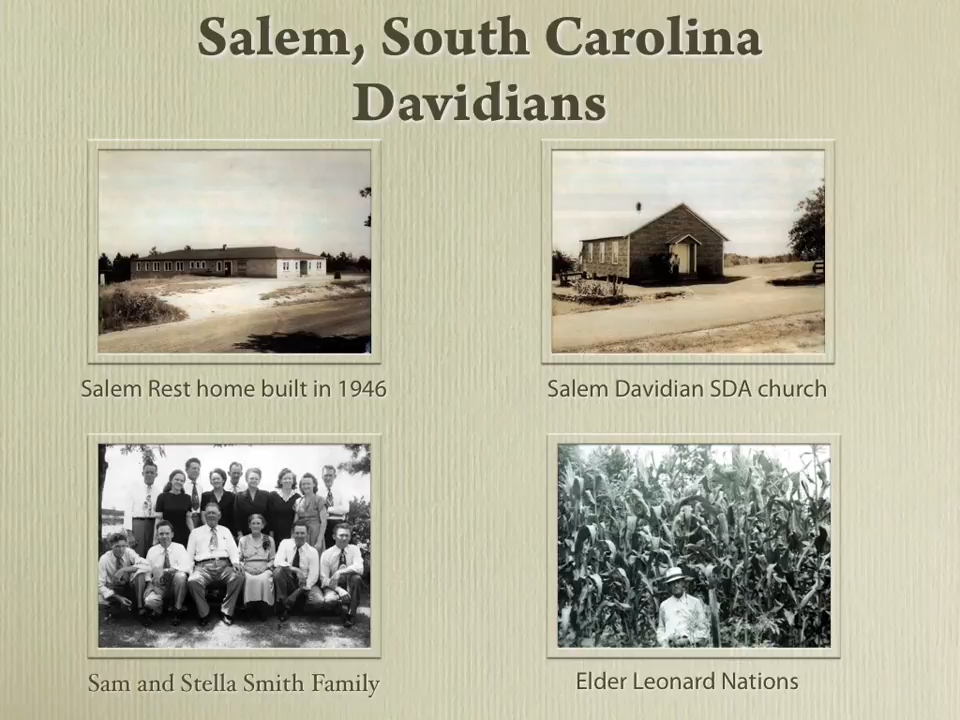 Salem, South Carolina
Davidians
Salem Rest home built in 1946
Salem Davidian SDA church
Sam and Stella Smith Family
Elder Leonard Nations